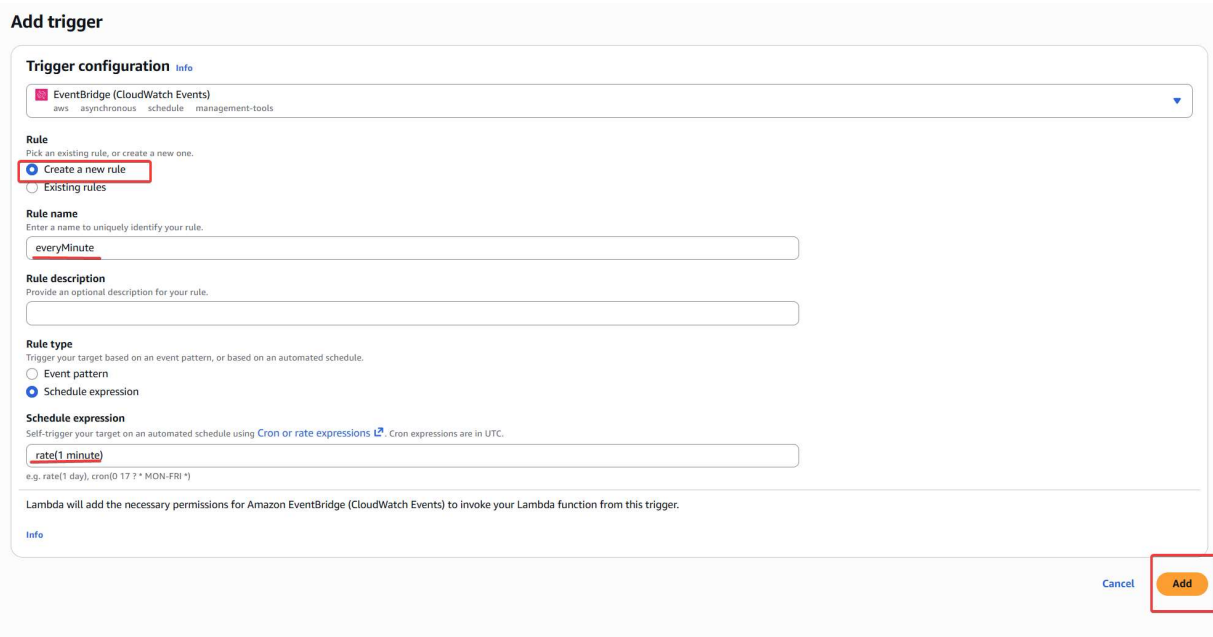 Add trigger
Trigger configuration Info
EventBridge (CloudWatch Events)
aws asynchronous schedule management-tools
Rule
Pick an existing rule, or create a new one.
Create a new rule
Existing rules
Rule name
Enter a name to uniquely identify your rule.
everyMinute
Rule description
Provide an optional description for your rule.
Rule type
Trigger your target based on an event pattern, or based on an automated schedule.
Event pattern
Schedule expression
Schedule expression
Self-trigger your target on an automated schedule using Cron or rate expressions. Cron expressions are in UTC.
rate(1 minute)
e.g. rate(1 day), cron(0 17 ? * MON-FRI *)
Lambda will add the necessary permissions for Amazon EventBridge (CloudWatch Events) to invoke your Lambda function from this trigger.
Info
Cancel Add